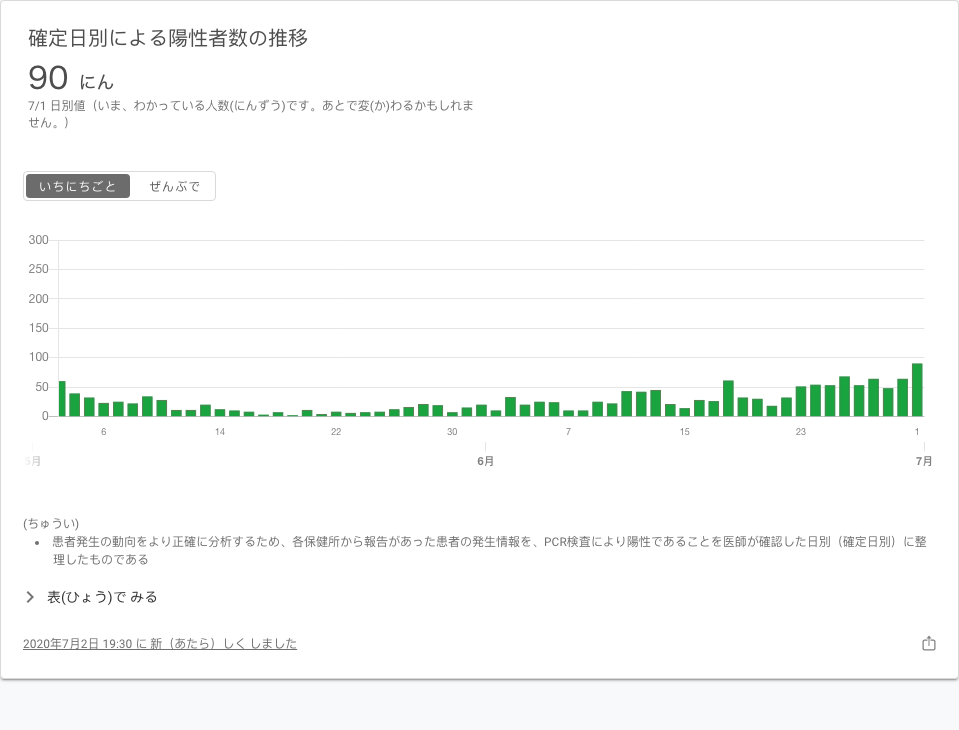 確定日別による陽性者数の推移
90 にん
7/1 日別値（いま、わかっている人数(にんずう)です。あとで変(か)わるかもしれま
せん。）
いちにちごと ぜんぶで
300
250
200
150
100
50
0
6 14 22 30 7 15 23 1
5月 6月 7月
(ちゅうい)
• 患者発生の動向をより正確に分析するため、各保健所から報告があった患者の発生情報を、PCR検査により陽性であることを医師が確認した日別（確定日別）に整
理したものである
表(ひょう)で みる
2020年7月2日 19:30 に 新（あたら）しく しました